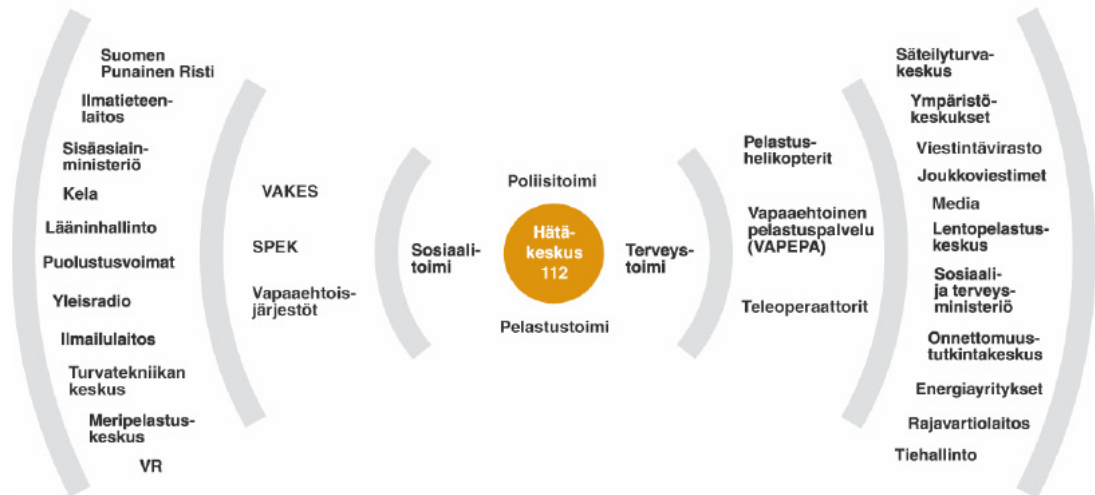 Suomen
Punainen Risti
Ilmatieteen-
laitos
Sisäasiain-
ministeriö
Kela
Lääninhallinto
Puolustusvoimat
Yleisradio
Ilmailulaitos
Turvatekniikan
keskus
Meripelastus-
keskus
VR
VAKES
SPEK
Vapaaehtois-
järjestöt
Sosiaali-
toimi
Poliisitoimi
Hätä-
keskus
112
Pelastustoimi
Terveys-
toimi
Pelastus-
helikopterit
Vapaaehtoinen
pelastuspalvelu
(VAPEPA)
Teleoperaattorit
Säteilyturva-
keskus
Ympäristö-
keskukset
Viestintävirasto
Joukkoviestimet
Media
Lentopelastus-
keskus
Sosiaali-
ja terveys-
ministeriö
Onnettomuus-
tutkintakeskus
Energiayritykset
Rajavartiolaitos
Tiehallinto